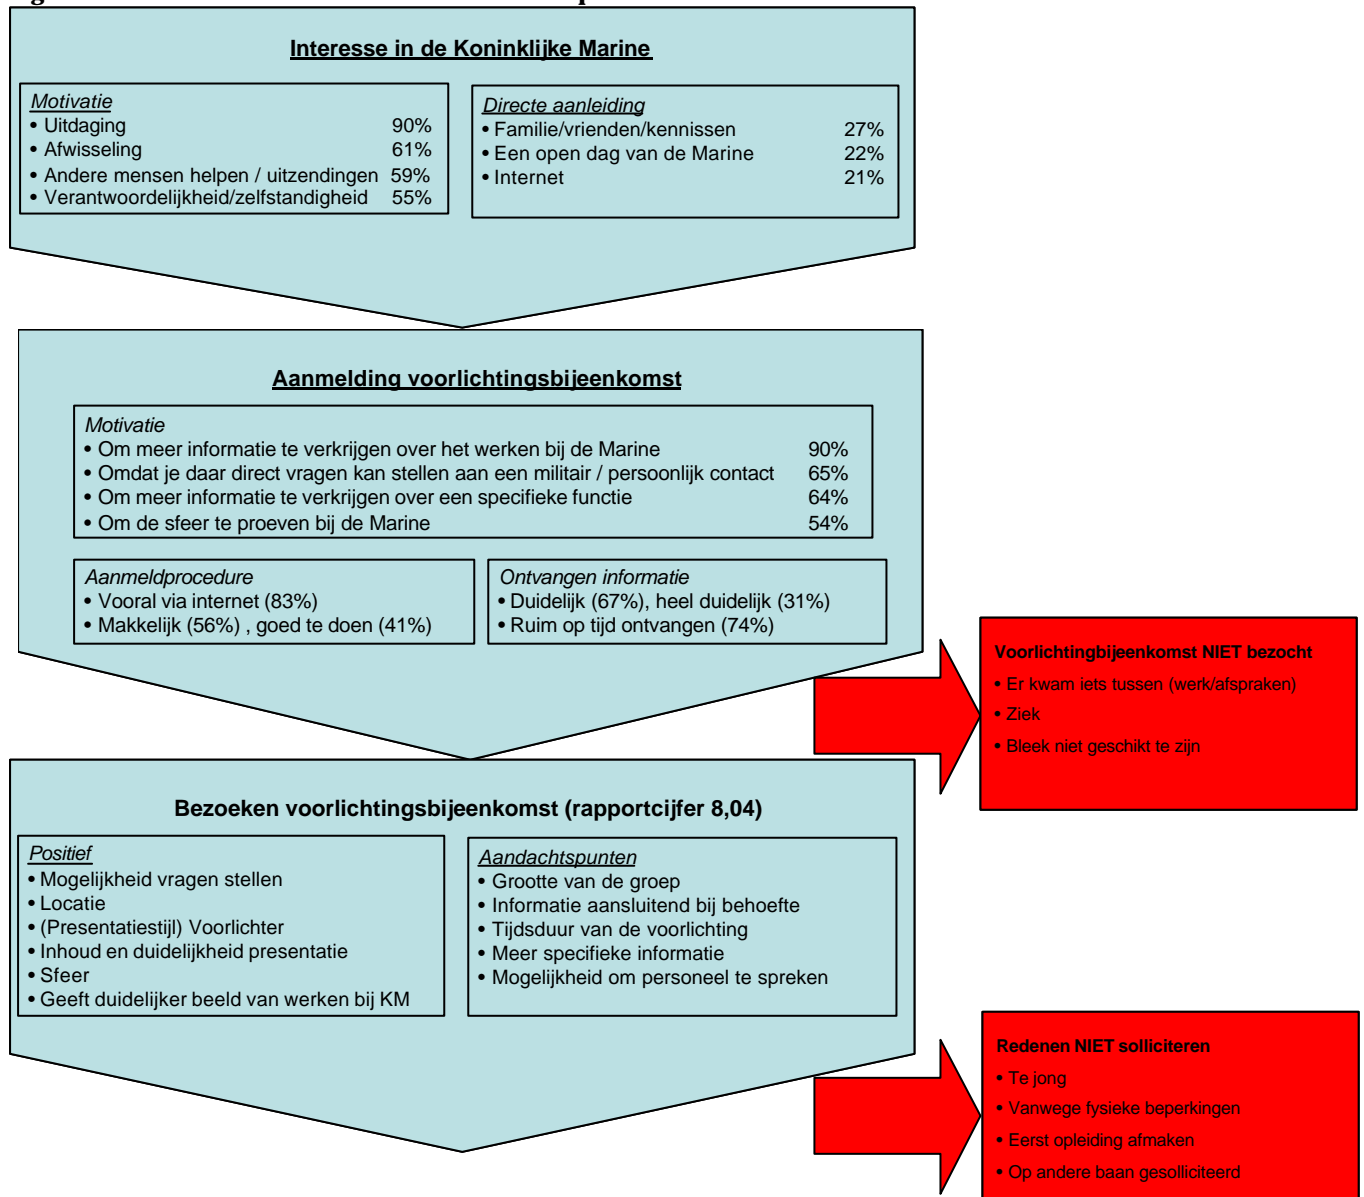 Interesse in de Koninklijke Marine
Motivatie
• Uitdaging 90%
• Afwisseling 61%
• Andere mensen helpen / uitzendingen 59%
• Verantwoordelijkheid/zelfstandigheid 55%
Directe aanleiding
• Familie/vrienden/kennissen 27%
• Een open dag van de Marine 22%
• Internet 21%
Aanmelding voorlichtingsbijeenkomst
Motivatie
• Om meer informatie te verkrijgen over het werken bij de Marine 90%
• Omdat je daar direct vragen kan stellen aan een militair / persoonlijk contact 65%
• Om meer informatie te verkrijgen over een specifieke functie 64%
• Om de sfeer te proeven bij de Marine 54%
Aanmeldprocedure
• Vooral via internet (83%)
• Makkelijk (56%) , goed te doen (41%)
Ontvangen informatie
• Duidelijk (67%), heel duidelijk (31%)
• Ruim op tijd ontvangen (74%)
Voorlichtingbijeenkomst NIET bezocht
• Er kwam iets tussen (werk/afspraken)
• Ziek
• Bleek niet geschikt te zijn
Bezoeken voorlichtingsbijeenkomst (rapportcijfer 8,04)
Positief
• Mogelijkheid vragen stellen
• Locatie
• (Presentatiestijl) Voorlichter
• Inhoud en duidelijkheid presentatie
• Sfeer
• Geeft duidelijker beeld van werken bij KM
Aandachtspunten
• Grootte van de groep
• Informatie aansluitend bij behoefte
• Tijdsduur van de voorlichting
• Meer specifieke informatie
• Mogelijkheid om personeel te spreken
Redenen NIET solliciteren
• Te jong
• Vanwege fysieke beperkingen
• Eerst opleiding afmaken
• Op andere baan gesolliciteerd